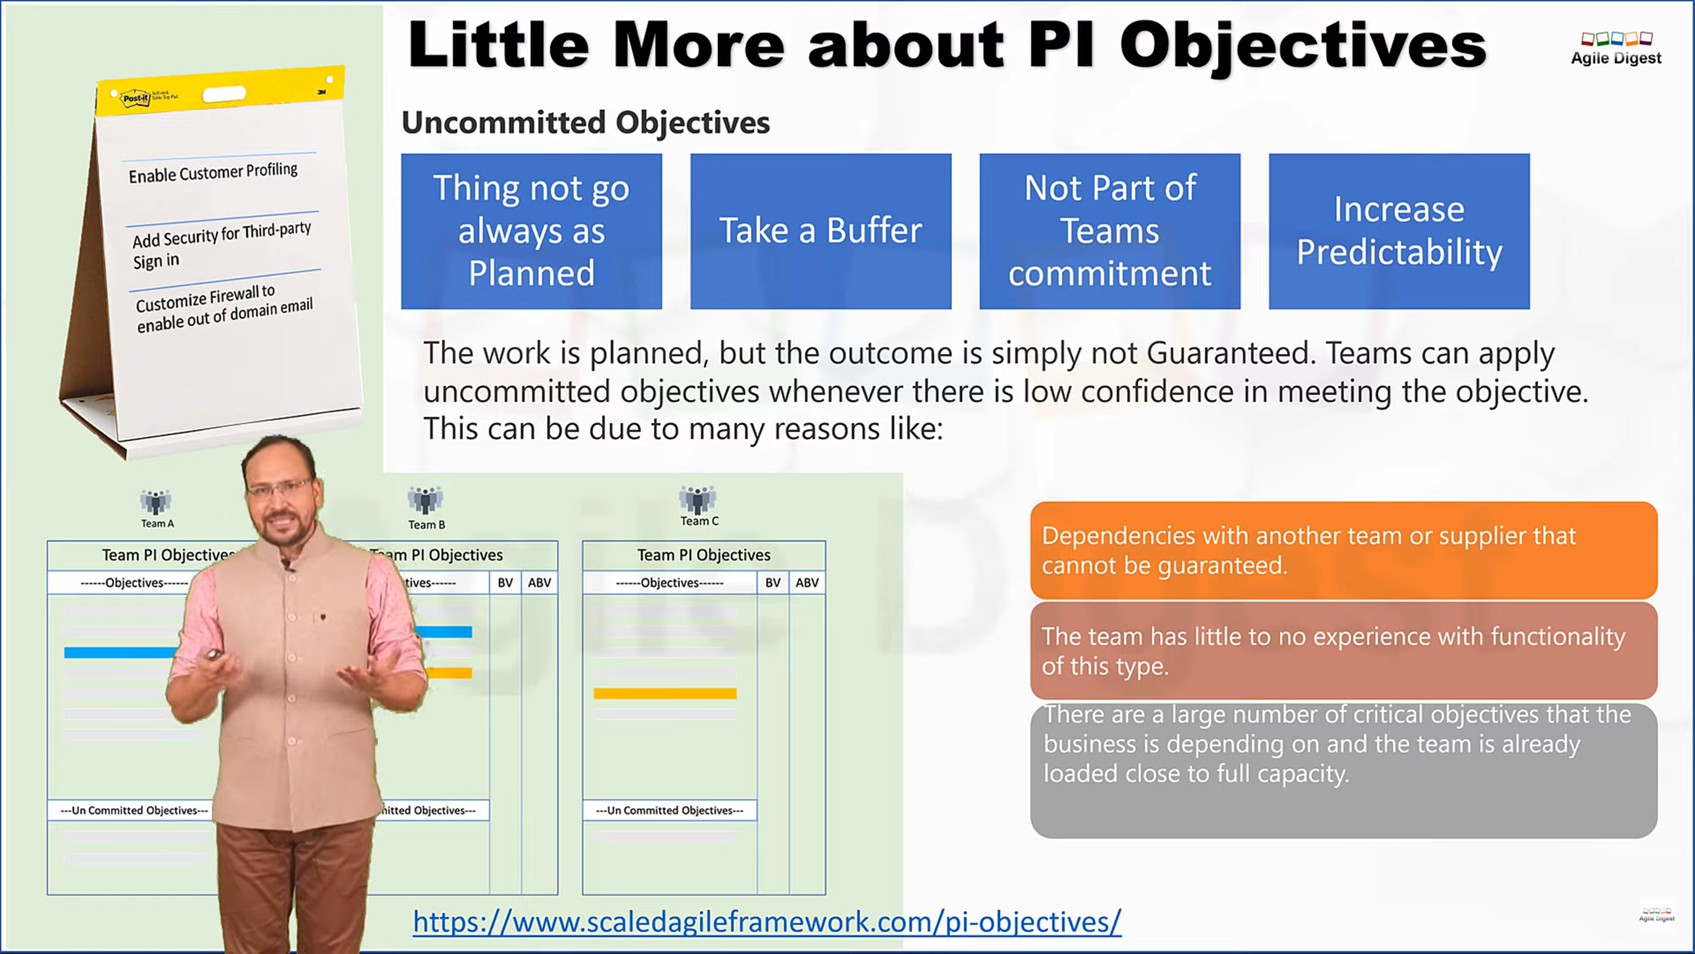 Little More about PI Objectives
Agile Digest
Post-it
3M
Enable Customer Profiling
Add Security for Third-party
Sign in
Customize Firewall to
enable out of domain email
Uncommitted Objectives
Thing not go
always as
Planned
Take a Buffer
Not Part of
Teams
commitment
Increase
Predictability
The work is planned, but the outcome is simply not Guaranteed. Teams can apply
uncommitted objectives whenever there is low confidence in meeting the objective.
This can be due to many reasons like:
Team A
Team B
Team C
Team PI Objectives
------Objectives------
am PI Objectives
tives------
BV
ABV
Team PI Objectives
------Objectives------
BV
ABV
---Un Committed Objectives---
nitted Objectives---
---Un Committed Objectives---
Dependencies with another team or supplier that
cannot be guaranteed.
The team has little to no experience with functionality
of this type.
There are a large number of critical objectives that the
business is depending on and the team is already
loaded close to full capacity.
https://www.scaledagileframework.com/pi-objectives/
Agile Digest